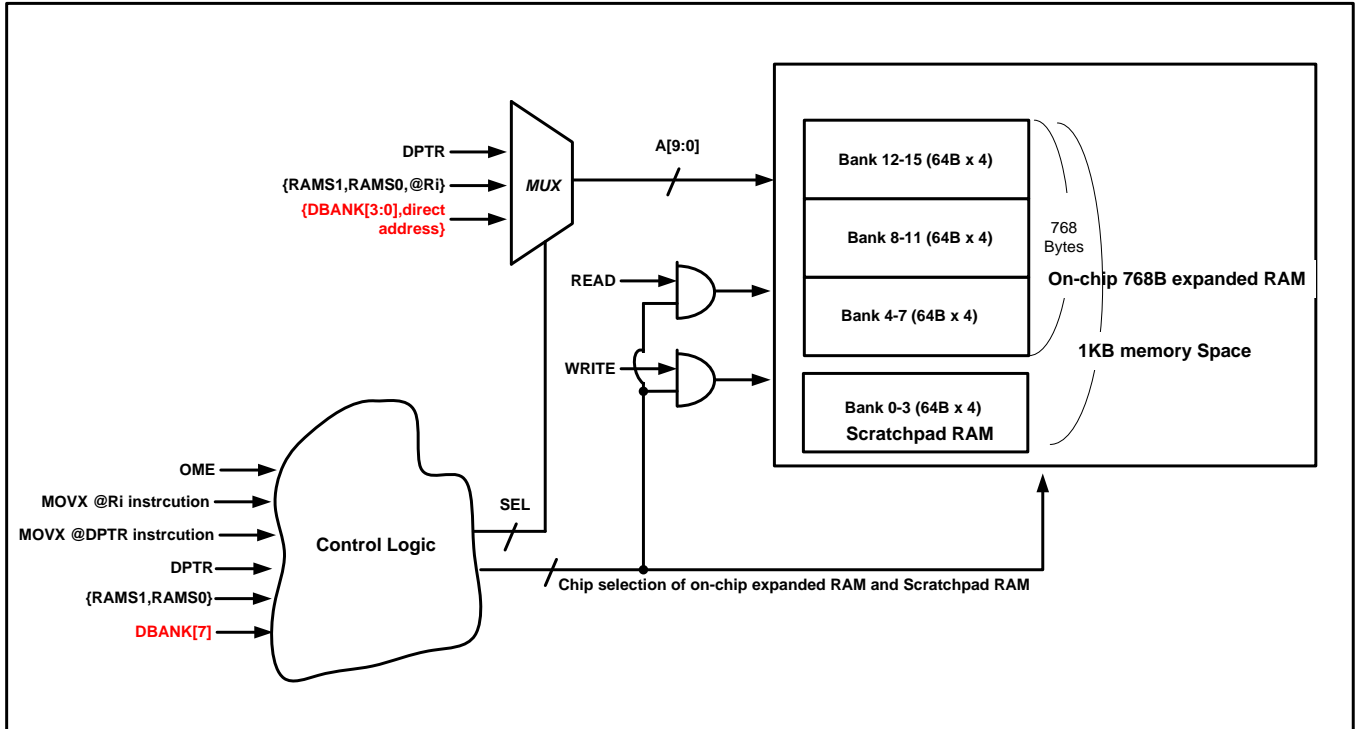 DPTR
{RAMS1,RAMS0,@Ri}
{DBANK[3:0],direct
address}
MUX
A[9:0]
READ
WRITE
Bank 12-15 (64B x 4)
Bank 8-11 (64B x 4)
Bank 4-7 (64B x 4)
Bank 0-3 (64B x 4)
Scratchpad RAM
768
Bytes
On-chip 768B expanded RAM
1KB memory Space
OME
MOVX @Ri instrcution
MOVX @DPTR instrcution
DPTR
{RAMS1,RAMS0}
DBANK[7]
Control Logic
SEL
Chip selection of on-chip expanded RAM and Scratchpad RAM